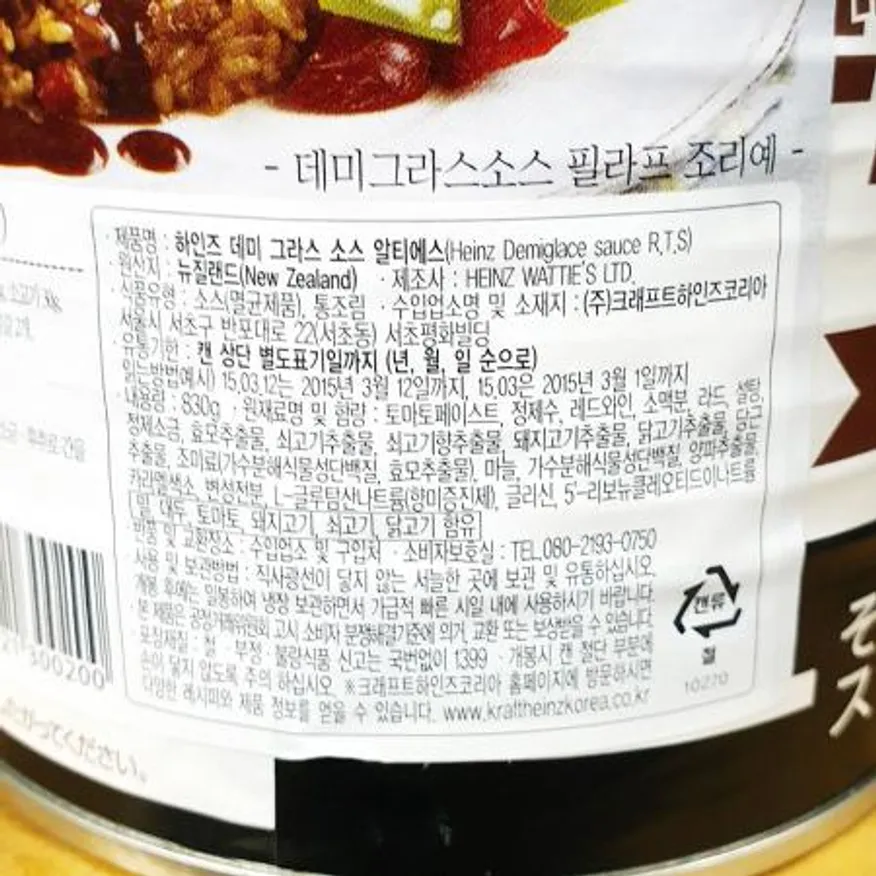 - 데미그라스소스 필라프 조리예 -
· 제품명 : 하인즈 데미 그라스 소스 알티에스(Heinz Demiglace sauce R.T.S)
· 원산지 : 뉴질랜드(New Zealand) · 제조사 : HEINZ WATTIE'S LTD.
· 식품유형 : 소스(멸균제품), 통조림 · 수입업소명 및 소재지 : (주)크래프트하인즈코리아
서울시 서초구 반포대로 22(서초동) 서초평화빌딩
· 유통기한 : 캔 상단 별도표기일까지 (년, 월, 일 순으로)
읽는방법예시) 15.03.12는 2015년 3월 12일까지, 15.03은 2015년 3월 1일까지
· 내용량 : 830g · 원재료명 및 함량 : 토마토페이스트, 정제수, 레드와인, 소맥분, 라드, 설탕,
정제소금, 효모추출물, 쇠고기추출물, 쇠고기향추출물, 돼지고기추출물, 닭고기추출물, 당근
추출물, 조미료(가수분해식물성단백질, 효모추출물), 마늘, 가수분해식물성단백질, 양파추출물,
카라멜색소, 변성전분, L-글루탐산나트륨(향미증진제), 글리신, 5'-리보뉴클레오티드이나트륨
밀, 대두, 토마토, 돼지고기, 쇠고기, 닭고기 함유
· 반품 및 교환장소 : 수입업소 및 구입처 · 소비자보호실 : TEL.080-2193-0750
· 사용 및 보관방법 : 직사광선이 닿지 않는 서늘한 곳에 보관 및 유통하십시오.
개봉 후에는 밀봉하여 냉장 보관하면서 가급적 빠른 시일 내에 사용하시기 바랍니다.
· 본 제품은 공정거래위원회 고시 소비자 분쟁해결기준에 의거, 교환 또는 보상받을 수 있습니다.
· 포장재질 : 철 · 부정·불량식품 신고는 국번없이 1399 · 개봉시 캔 절단 부분에
손이 닿지 않도록 주의 하십시오. ※크래프트하인즈코리아 홈페이지에 방문하시면
다양한 레시피와 제품 정보를 얻을 수 있습니다. www.kraftheinzkorea.co.kr
캔류
철
10270
소고기
300200
ください。